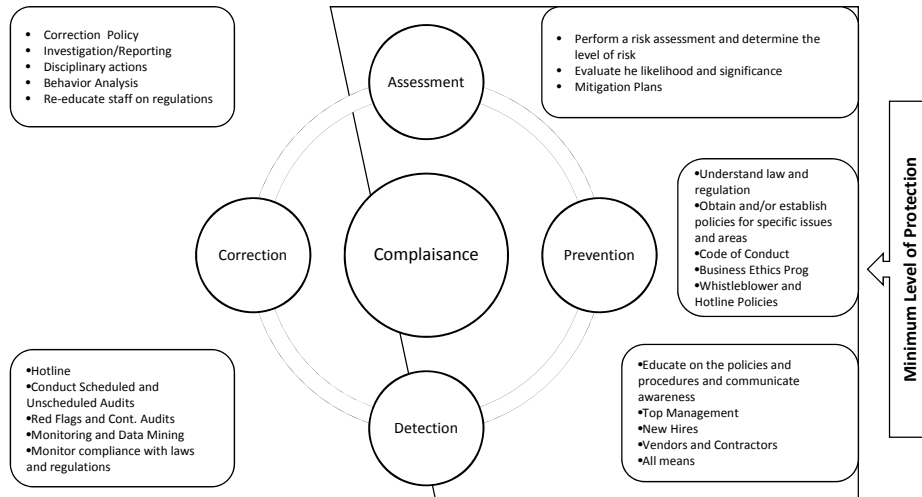 • Correction Policy
• Investigation/Reporting
• Disciplinary actions
• Behavior Analysis
• Re-educate staff on regulations
Assessment
• Perform a risk assessment and determine the
level of risk
• Evaluate he likelihood and significance
• Mitigation Plans
Correction
Complaisance
Prevention
•Understand law and
regulation
•Obtain and/or establish
policies for specific issues
and areas
•Code of Conduct
•Business Ethics Prog
•Whistleblower and
Hotline Policies
Minimum Level of Protection
•Hotline
•Conduct Scheduled and
Unscheduled Audits
•Red Flags and Cont. Audits
•Monitoring and Data Mining
•Monitor compliance with laws
and regulations
Detection
•Educate on the policies and
procedures and communicate
awareness
•Top Management
•New Hires
•Vendors and Contractors
•All means